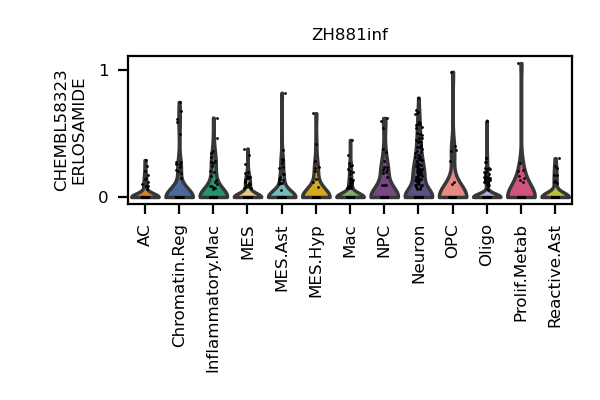 ZH881inf
CHEMBL58323
ERLOSAMIDE
1
0
AC
Chromatin.Reg
Inflammatory.Mac
MES
MES.Ast
MES.Hyp
Mac
NPC
Neuron
OPC
Oligo
Prolif.Metab
Reactive.Ast